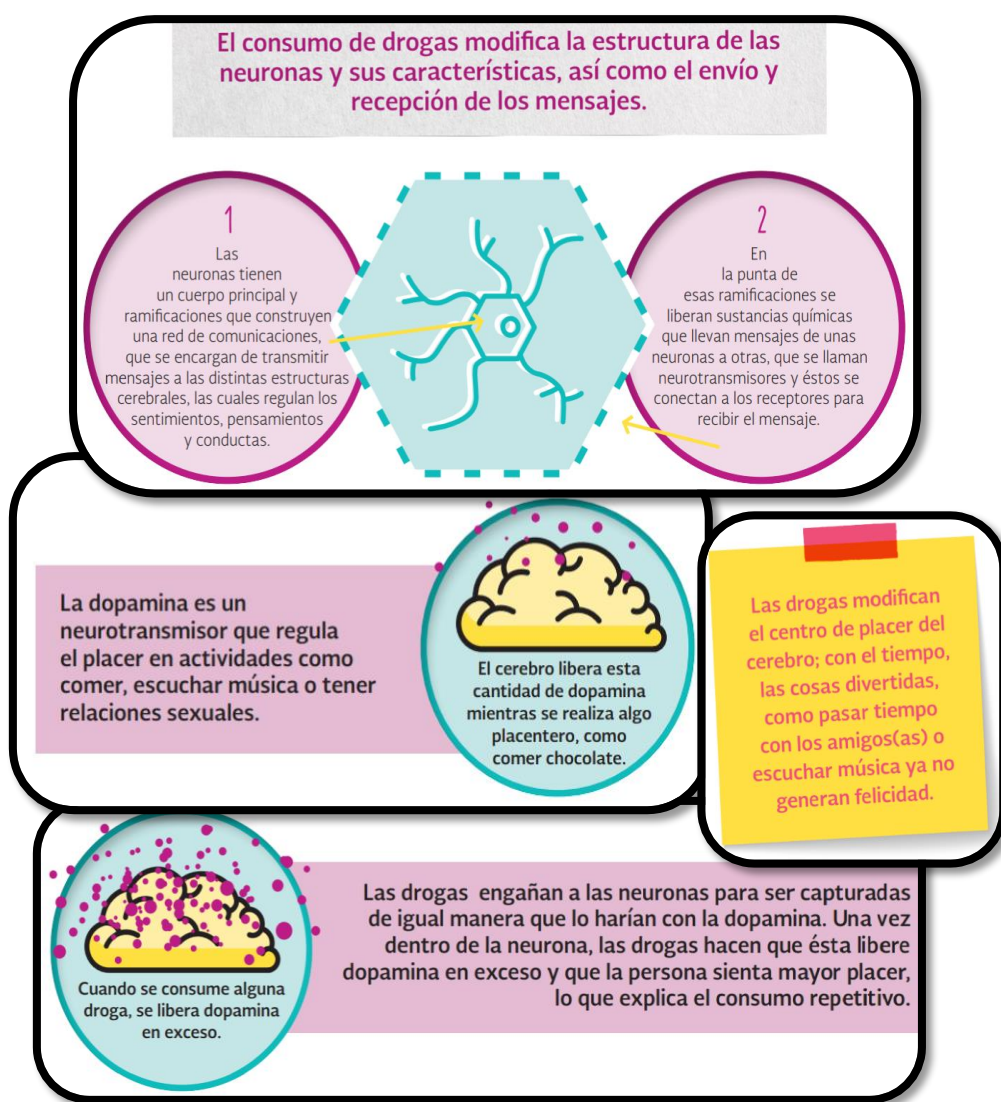 El consumo de drogas modifica la estructura de las
neuronas y sus características, así como el envío y
recepción de los mensajes.
1
Las
neuronas tienen
un cuerpo principal y
ramificaciones que construyen
una red de comunicaciones,
que se encargan de transmitir
mensajes a las distintas estructuras
cerebrales, las cuales regulan los
sentimientos, pensamientos
y conductas.
2
En
la punta de
esas ramificaciones se
liberan sustancias químicas
que llevan mensajes de unas
neuronas a otras, que se llaman
neurotransmisores y éstos se
conectan a los receptores para
recibir el mensaje.
La dopamina es un
neurotransmisor que regula
el placer en actividades como
comer, escuchar música o tener
relaciones sexuales.
El cerebro libera esta
cantidad de dopamina
mientras se realiza algo
placentero, como
comer chocolate.
Las drogas modifican
el centro de placer del
cerebro; con el tiempo,
las cosas divertidas,
como pasar tiempo
con los amigos(as) o
escuchar música ya no
generan felicidad.
Cuando se consume alguna
droga, se libera dopamina
en exceso.
Las drogas engañan a las neuronas para ser capturadas
de igual manera que lo harían con la dopamina. Una vez
dentro de la neurona, las drogas hacen que ésta libere
dopamina en exceso y que la persona sienta mayor placer,
lo que explica el consumo repetitivo.